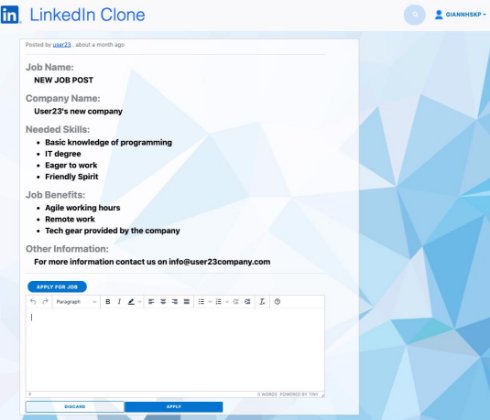 in LinkedIn Clone
GIANNHSKP
Posted by user23 . about a month ago
Job Name:
NEW JOB POST
Company Name:
User23's new company
Needed Skills:
Basic knowledge of programming
IT degree
Eager to work
Friendly Spirit
Job Benefits:
Agile working hours
Remote work
Tech gear provided by the company
Other Information:
For more information contact us on info@user23company.com
APPLY FOR JOB
Paragraph B I
0 WORDS POWERED BY TINY
DISCARD APPLY